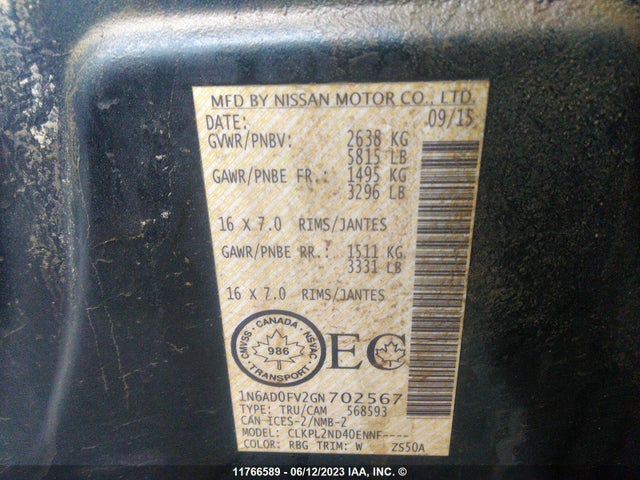 MFD BY NISSAN MOTOR CO., LTD.
DATE: 09/15
GVWR/PNBV: 2638 KG
5815 LB
GAWR/PNBE FR.: 1495 KG
3296 LB
16 X 7.0 RIMS/JANTES
GAWR/PNBE RR.: 1511 KG
3331 LB
16 X 7.0 RIMS/JANTES
CMVSS • CANADA • NSVAC • TRANSPORT •
986
EC
1N6AD0FV2GN702567
TYPE: TRU/CAM 568593
CAN ICES-2/NMB-2
MODEL: CLKPL2ND40ENNF----
COLOR: RBG TRIM: W ZS50A
11766589 - 06/12/2023 IAA, INC.